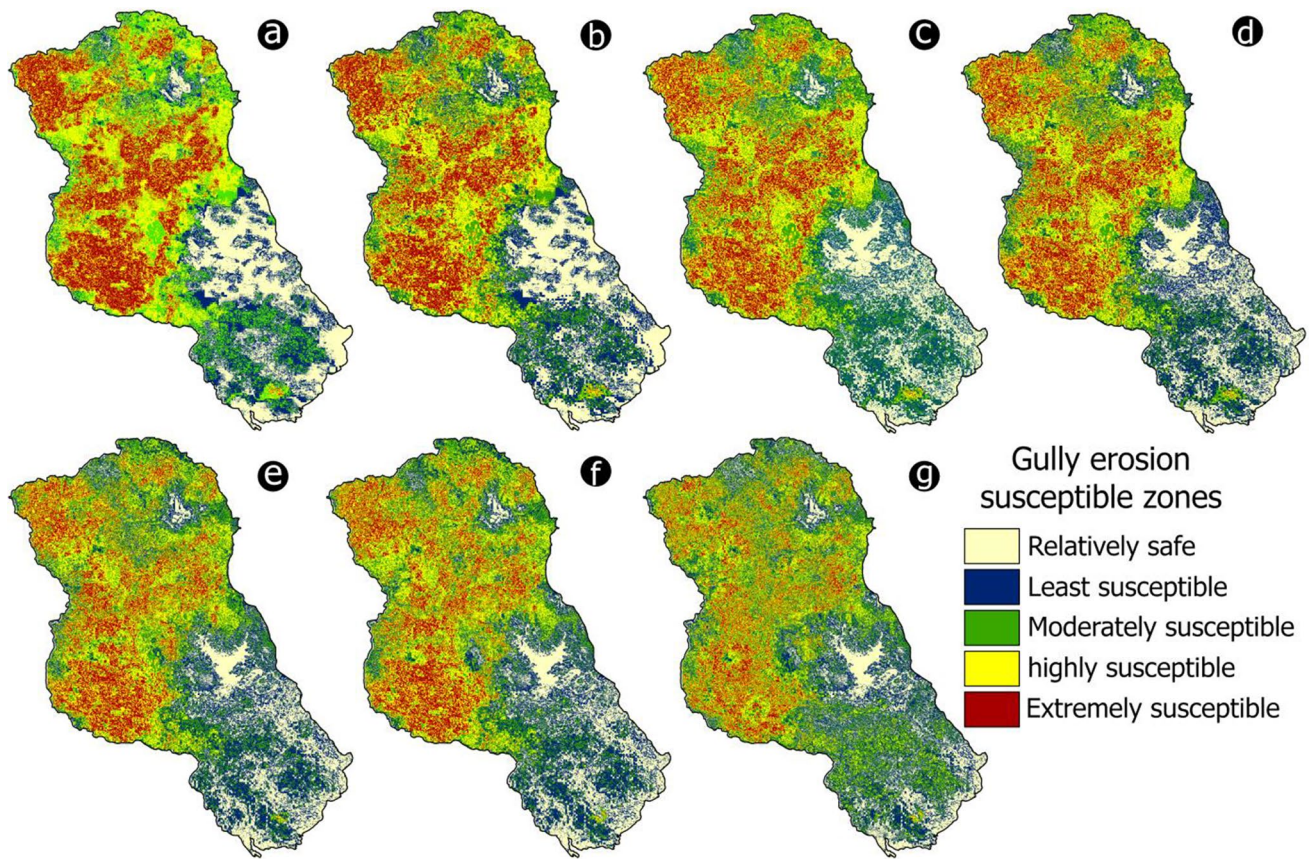 a
b
c
d
e
f
g
Gully erosion
susceptible zones
Relatively safe
Least susceptible
Moderately susceptible
highly susceptible
Extremely susceptible